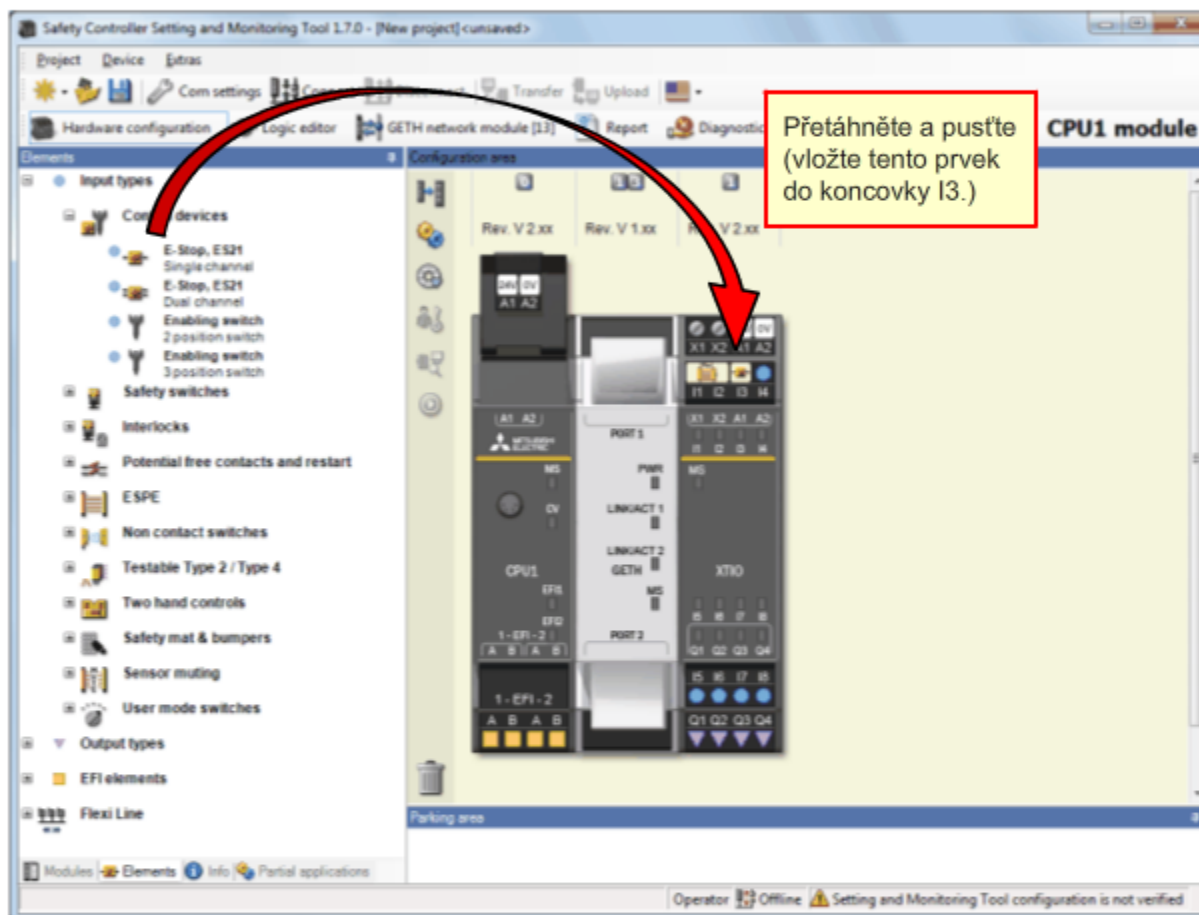 Safety Controller Setting and Monitoring Tool 1.7.0 - [New project]<unsaved>
Project Device Extras
Com settings Transfer Upload
Hardware configuration Logic editor GETH network module [13] Report CPU1 module
Přetáhněte a pusťte
(vložte tento prvek
do koncovky I3.)
Elements
Configuration area
Input types
devices
E-Stop, ES21
Single channel
E-Stop, ES21
Dual channel
Enabling switch
2 position switch
Enabling switch
3 position switch
Safety switches
Interlocks
Potential free contacts and restart
ESPE
Non contact switches
Testable Type 2 / Type 4
Two hand controls
Safety mat & bumpers
Sensor muting
User mode switches
Output types
EFI elements
Flexi Line
Modules Elements Info Partial applications
Rev. V 2.xx Rev. V 1.xx V 2.xx
24V 0V
A1 A2
A1 A2
MITSUBISHI
ELECTRIC
MS
CV
CPU1
EFI1
EFI2
1 - EFI - 2
A B A B
1 - EFI - 2
A B A B
PORT 1
PWR
LINK/ACT 1
LINK/ACT 2
GETH
MS
PORT 2
0V
X1 X2 A1 A2
I1 I2 I3 I4
X1 X2 A1 A2
I1 I2 I3 I4
MS
XTIO
I5 I6 I7 I8
Q1 Q2 Q3 Q4
I5 I6 I7 I8
Q1 Q2 Q3 Q4
Parking area
Operator Offline Setting and Monitoring Tool configuration is not verified